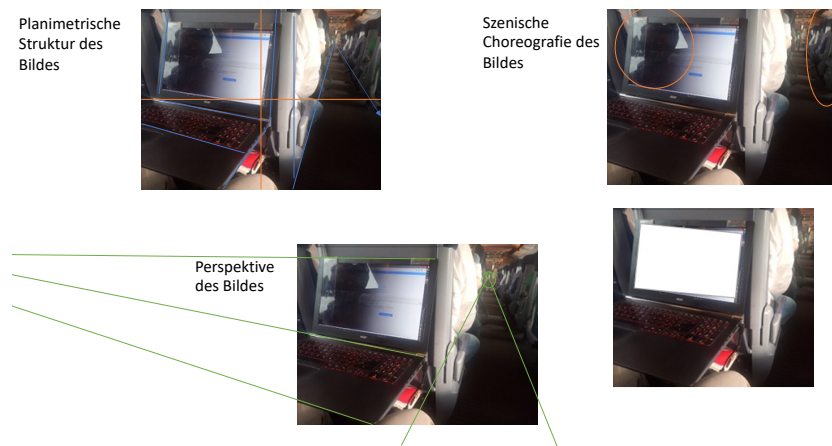 Planimetrische
Struktur des
Bildes
Szenische
Choreografie des
Bildes
Perspektive
des Bildes